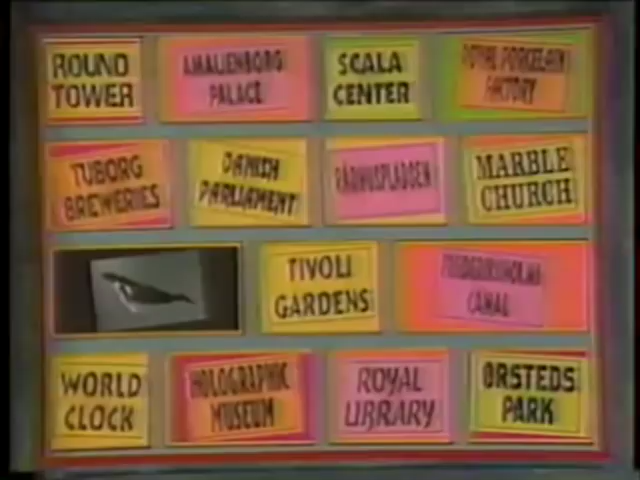 ROUND
TOWER
AMALIENBORG
PALACE
SCALA
CENTER
ROYAL PORCELAIN
FACTORY
TUBORG
BREWERIES
DANISH
PARLIAMENT
RÅDHUSPLADSEN
MARBLE
CHURCH
TIVOLI
GARDENS
CANAL
WORLD
CLOCK
HOLOGRAPHIC
MUSEUM
ROYAL
LIBRARY
ØRSTEDS
PARK